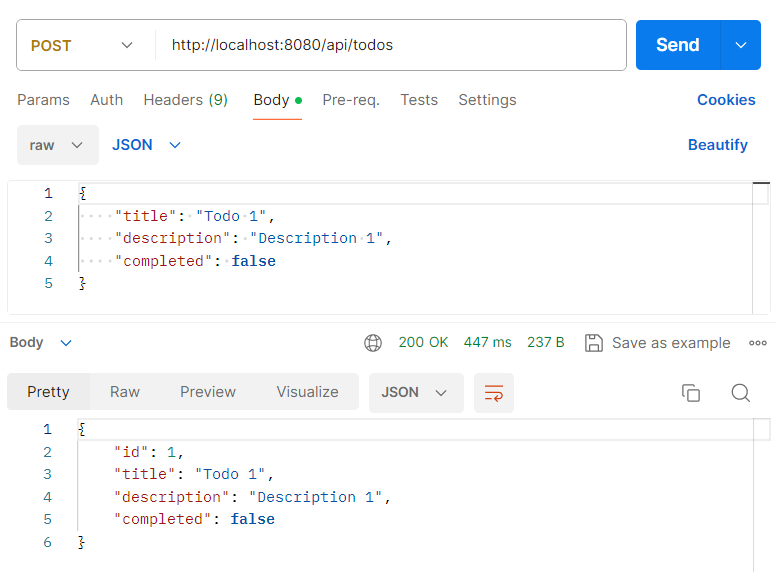 POST http://localhost:8080/api/todos Send
Params Auth Headers (9) Body Pre-req. Tests Settings Cookies
raw JSON Beautify
1 {
2 "title": "Todo 1",
3 "description": "Description 1",
4 "completed": false
5 }
Body 200 OK 447 ms 237 B Save as example
Pretty Raw Preview Visualize JSON
1 {
2 "id": 1,
3 "title": "Todo 1",
4 "description": "Description 1",
5 "completed": false
6 }